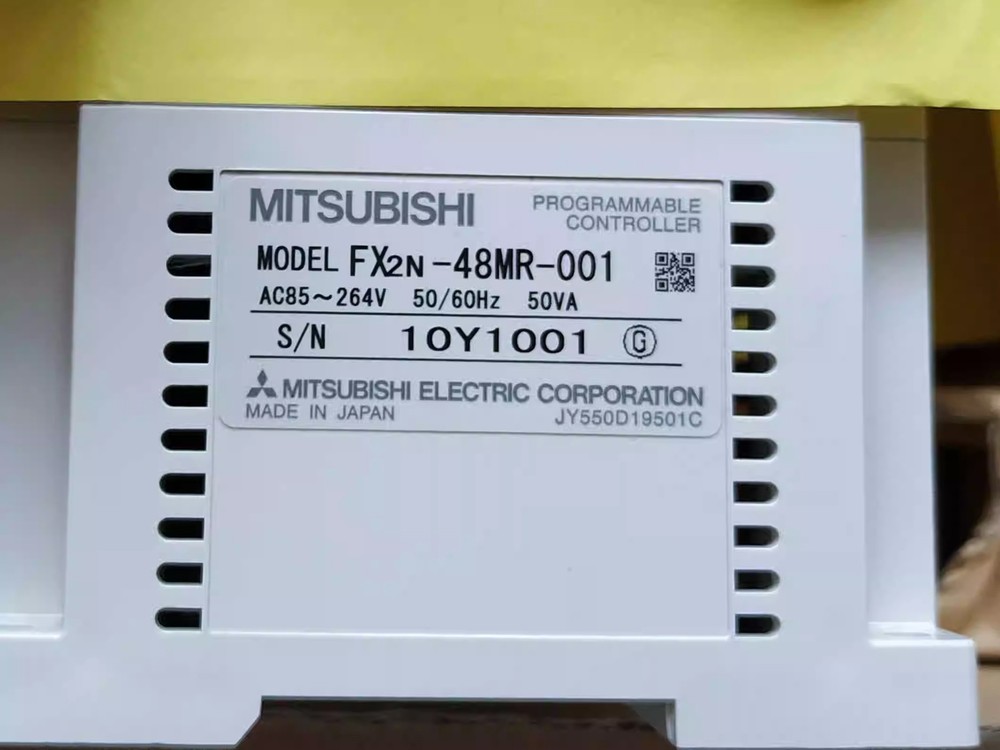 MITSUBISHI
PROGRAMMABLE
CONTROLLER
MODEL FX2N-48MR-001
AC85~264V 50/60Hz 50VA
S/N 10Y1001 G
MITSUBISHI ELECTRIC CORPORATION
MADE IN JAPAN JY550D19501C